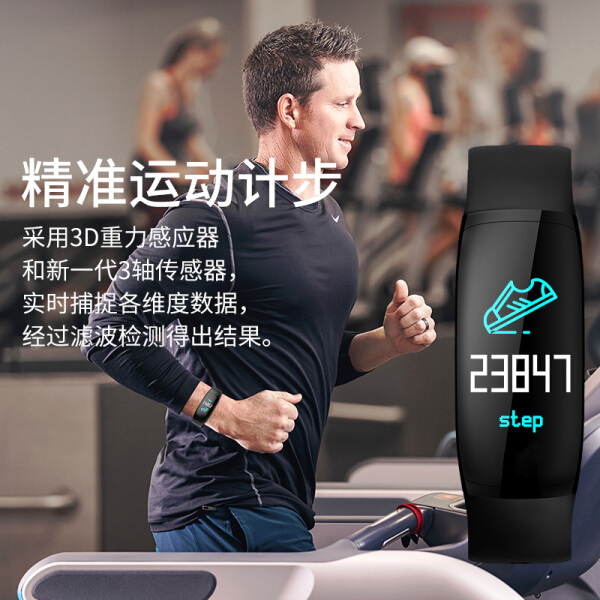 精准运动计步
采用3D重力感应器
和新一代3轴传感器，
实时捕捉各维度数据，
经过滤波检测得出结果。
23847
step